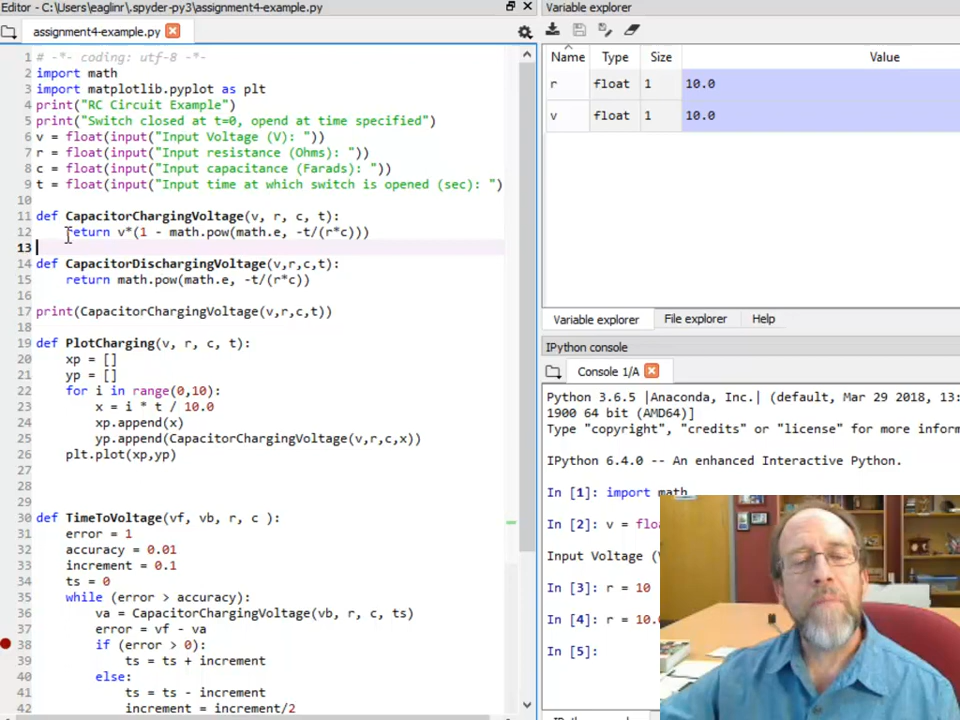 Editor - C:\Users\eaglinr\.spyder-py3\assignment4-example.py
assignment4-example.py
1 # -*- coding: utf-8 -*-
2 import math
3 import matplotlib.pyplot as plt
4 print("RC Circuit Example")
5 print("Switch closed at t=0, opend at time specified")
6 v = float(input("Input Voltage (V): "))
7 r = float(input("Input resistance (Ohms): "))
8 c = float(input("Input capacitance (Farads): "))
9 t = float(input("Input time at which switch is opened (sec): ")
10
11 def CapacitorChargingVoltage(v, r, c, t):
12 return v*(1 - math.pow(math.e, -t/(r*c)))
13
14 def CapacitorDischargingVoltage(v,r,c,t):
15 return math.pow(math.e, -t/(r*c))
16
17 print(CapacitorChargingVoltage(v,r,c,t))
18
19 def PlotCharging(v, r, c, t):
20 xp = []
21 yp = []
22 for i in range(0,10):
23 x = i * t / 10.0
24 xp.append(x)
25 yp.append(CapacitorChargingVoltage(v,r,c,x))
26 plt.plot(xp,yp)
27
28
29
30 def TimeToVoltage(vf, vb, r, c ):
31 error = 1
32 accuracy = 0.01
33 increment = 0.1
34 ts = 0
35 while (error > accuracy):
36 va = CapacitorChargingVoltage(vb, r, c, ts)
37 error = vf - va
38 if (error > 0):
39 ts = ts + increment
40 else:
41 ts = ts - increment
42 increment = increment/2
Variable explorer
Name Type Size Value
r float 1 10.0
v float 1 10.0
Variable explorer File explorer Help
IPython console
Console 1/A
Python 3.6.5 |Anaconda, Inc.| (default, Mar 29 2018, 13:
1900 64 bit (AMD64)]
Type "copyright", "credits" or "license" for more inform
IPython 6.4.0 -- An enhanced Interactive Python.
In [1]: import math
In [2]: v = floa
Input Voltage (V
In [3]: r = 10
In [4]: r = 10.
In [5]: